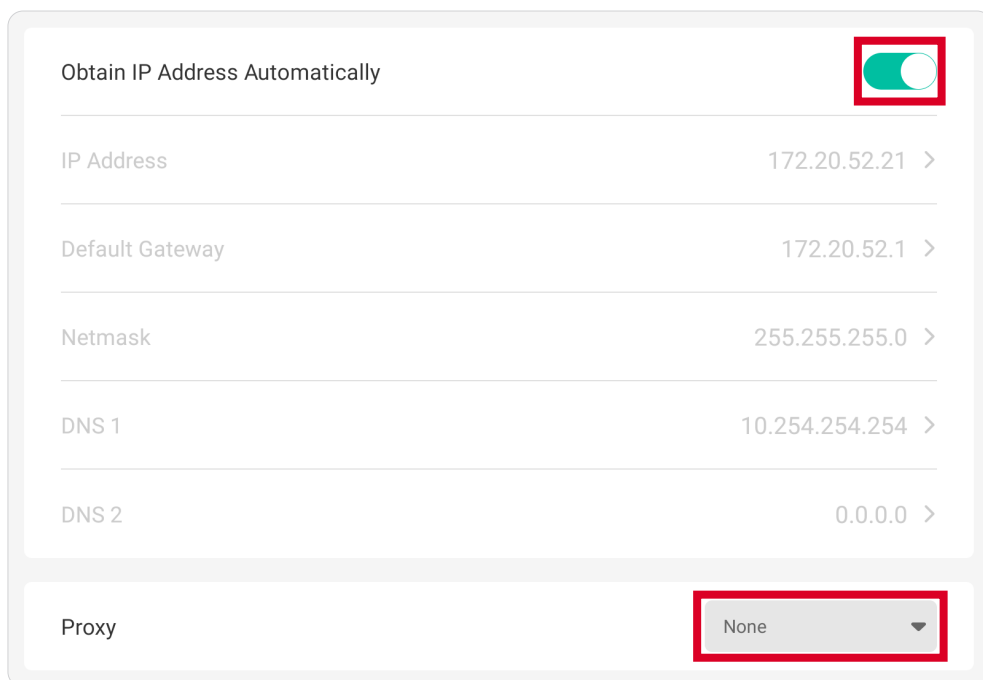 Obtain IP Address Automatically
IP Address 172.20.52.21
Default Gateway 172.20.52.1
Netmask 255.255.255.0
DNS 1 10.254.254.254
DNS 2 0.0.0.0
Proxy None